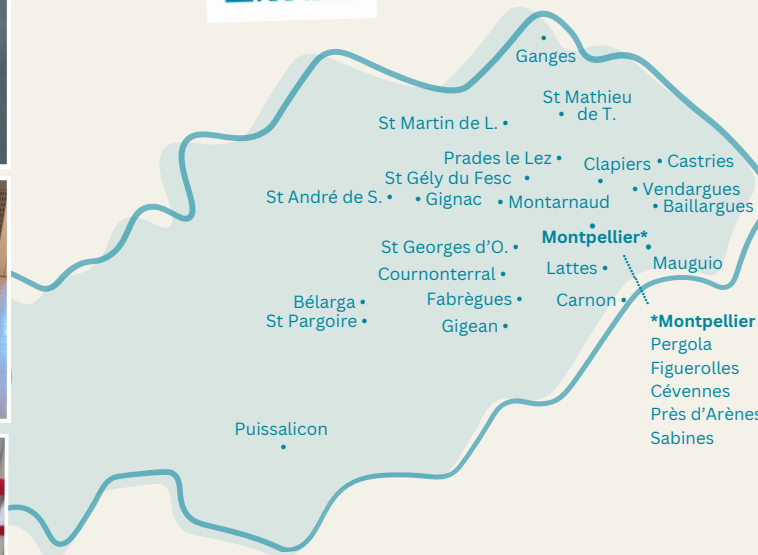 Ganges
St Mathieu
de T.
St Martin de L.
Prades le Lez
Clapiers
Castries
St Gély du Fesc
Vendargues
St André de S.
Gignac
Montarnaud
Baillargues
Montpellier*
St Georges d’O.
Mauguio
Lattes
Cournonterral
Bélarga
Fabrègues
Carnon
St Pargoire
Gigean
*Montpellier
Pergola
Figuerolles
Cévennes
Près d’Arènes
Sabines
Puissalicon